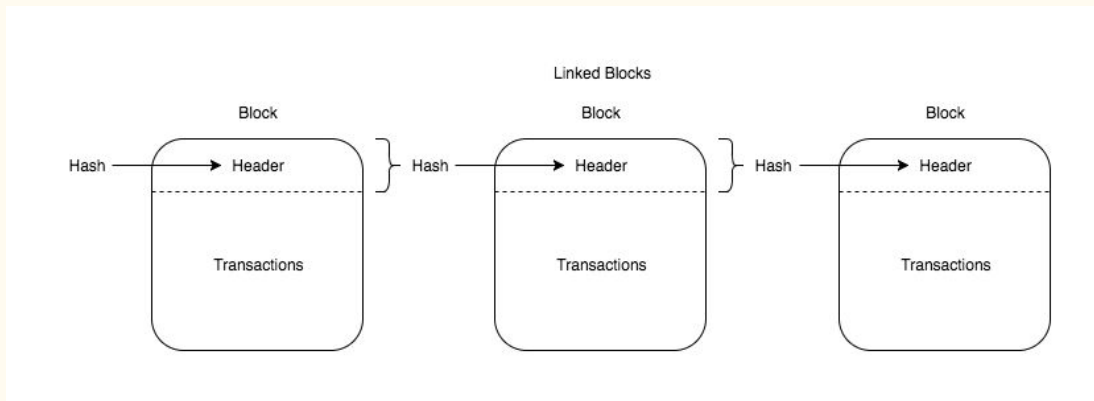 Linked Blocks
Block Block Block
Hash Header Hash Header Hash Header
Transactions Transactions Transactions